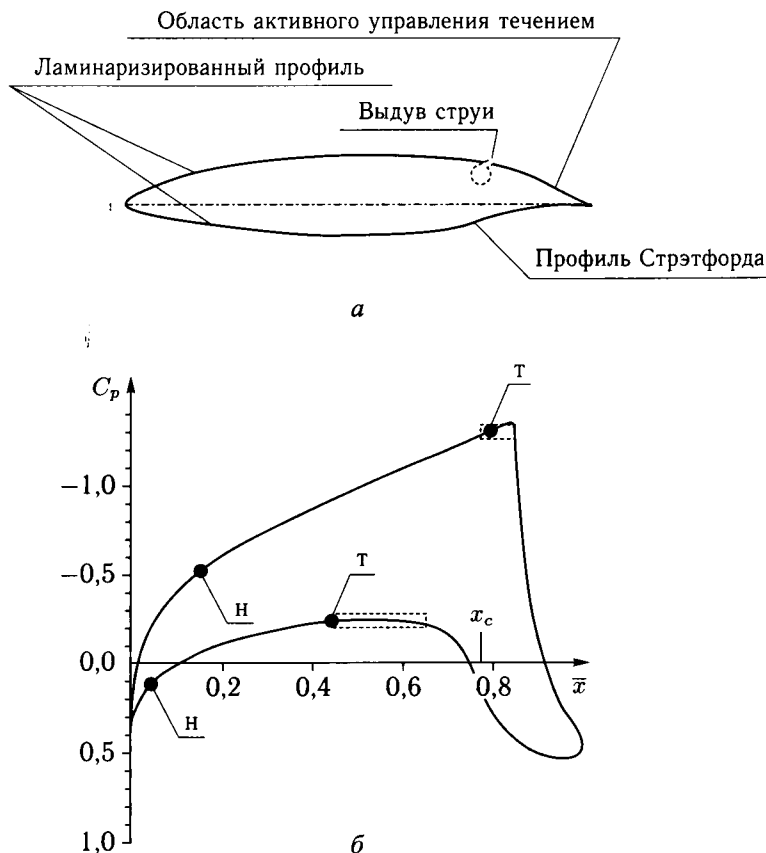 Область активного управления течением
Ламинаризированный профиль
Выдув струи
Профиль Стрэтфорда
а
C_p
т
−1,0
−0,5
н
т
x_c
0,0
0,2
0,4
0,6
0,8
x̅
н
0,5
1,0
б